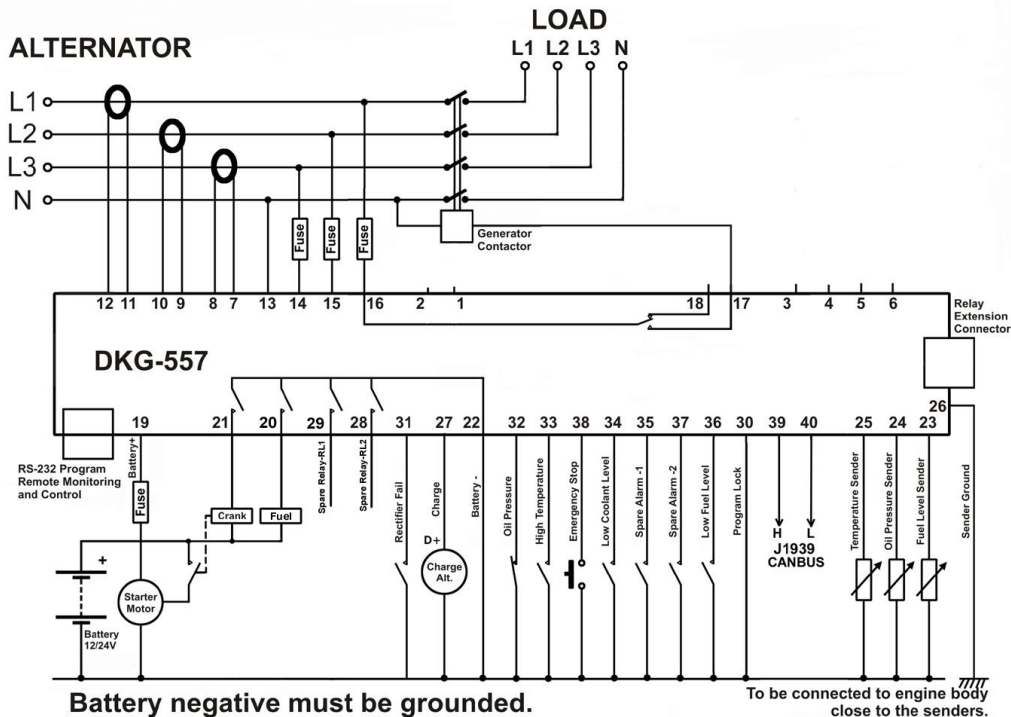 LOAD
ALTERNATOR
L1 L2 L3 N
L1
L2
L3
N
Fuse
Fuse
Fuse
Generator
Contactor
12 11 10 9 8 7 13 14 15 16 2 1 18 17 3 4 5 6
Relay
Extension
Connector
DKG-557
26
19 21 20 29 28 31 27 22 32 33 38 34 35 37 36 30 39 40 25 24 23
RS-232 Program
Remote Monitoring
and Control
Battery+
Fuse
Crank
Fuel
Spare Relay-RL1
Spare Relay-RL2
Rectifier Fail
Charge
Battery -
Oil Pressure
High Temperature
Emergency Stop
Low Coolant Level
Spare Alarm -1
Spare Alarm -2
Low Fuel Level
Program Lock
H L
J1939
CANBUS
Temperature Sender
Oil Pressure Sender
Fuel Level Sender
Sender Ground
D+
Charge
Alt.
+
Starter
Motor
Battery
12/24V
Battery negative must be grounded.
To be connected to engine body
close to the senders.